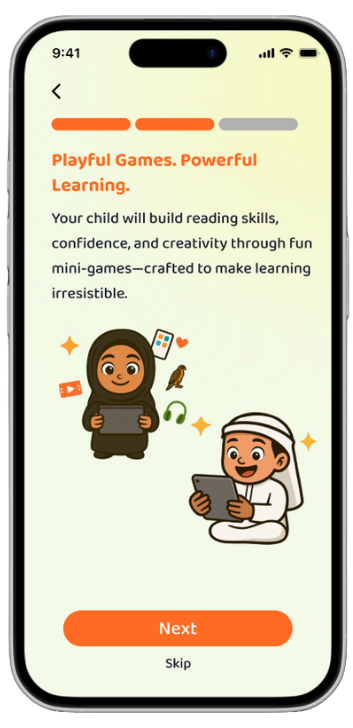 9:41
Playful Games. Powerful
Learning.
Your child will build reading skills,
confidence, and creativity through fun
mini-games—crafted to make learning
irresistible.
Next
Skip